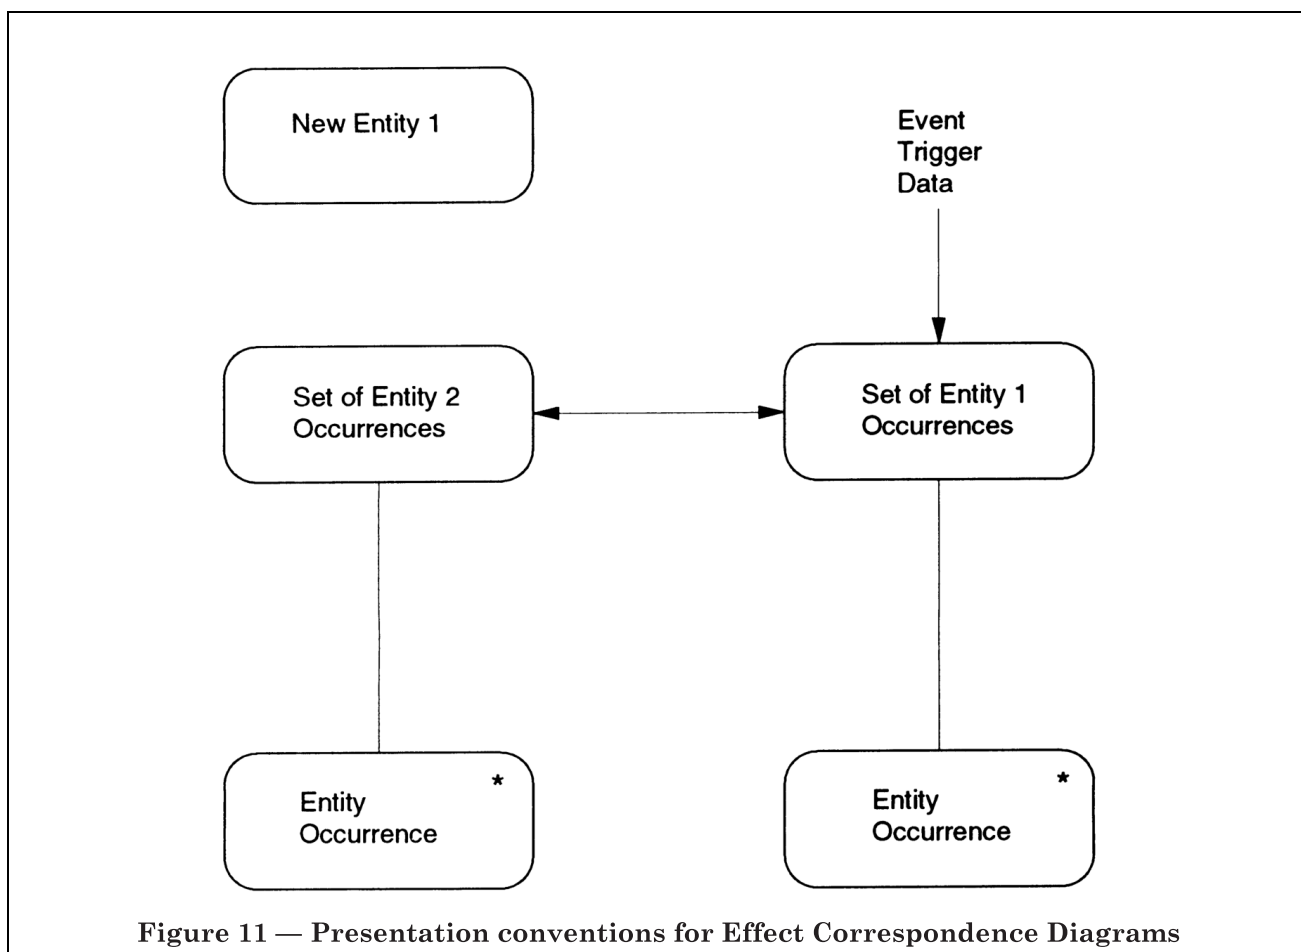 New Entity 1
Event
Trigger
Data
Set of Entity 2
Occurrences
Set of Entity 1
Occurrences
*
Entity
Occurrence
*
Entity
Occurrence
Figure 11 — Presentation conventions for Effect Correspondence Diagrams